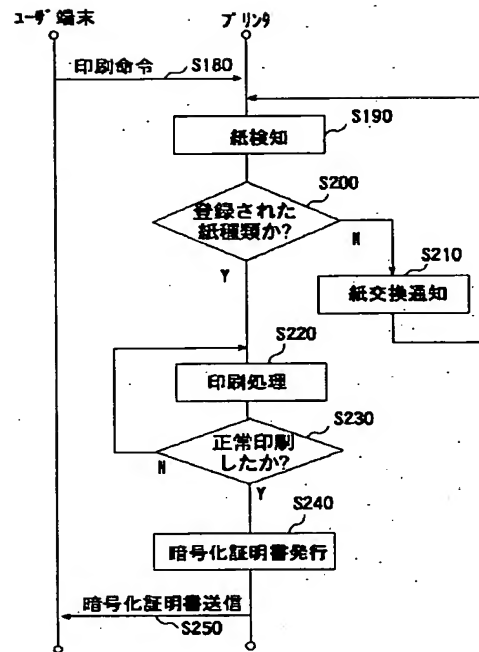 ﾕｰｻﾞ端末
ﾌﾟﾘﾝﾀ
印刷命令
S180
S190
紙検知
S200
登録された
紙種類か?
N
Y
S210
紙交換通知
S220
印刷処理
S230
正常印刷
したか?
N
Y
S240
暗号化証明書発行
暗号化証明書送信
S250